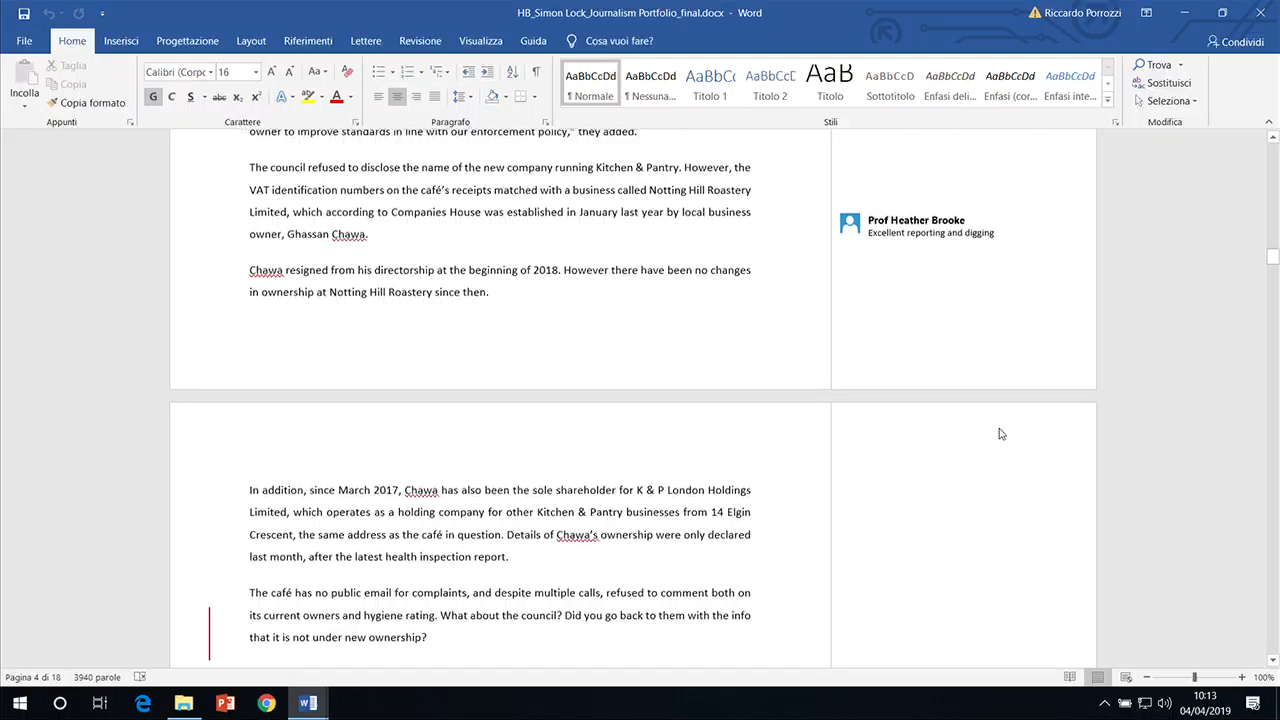 HB_Simon Lock_Journalism Portfolio_final.docx - Word
Riccardo Porrozzi
File Home Inserisci Progettazione Layout Riferimenti Lettere Revisione Visualizza Guida Cosa vuoi fare?
Condividi
Incolla
Taglia
Copia
Copia formato
Appunti
Calibri (Corpo 16
Carattere
Paragrafo
AaBbCcDd AaBbCcDd AaBbCc AaBbCcD AaB AaBbCcD AaBbCcDd AaBbCcDd AaBbCcDd
¶ Normale ¶ Nessuna... Titolo 1 Titolo 2 Titolo Sottotitolo Enfasi deli... Enfasi (cor... Enfasi inte...
Stili
Trova
Sostituisci
Seleziona
Modifica
owner to improve standards in line with our enforcement policy,” they added.
The council refused to disclose the name of the new company running Kitchen & Pantry. However, the
VAT identification numbers on the café’s receipts matched with a business called Notting Hill Roastery
Limited, which according to Companies House was established in January last year by local business
owner, Ghassan Chawa.
Chawa resigned from his directorship at the beginning of 2018. However there have been no changes
in ownership at Notting Hill Roastery since then.
Prof Heather Brooke
Excellent reporting and digging
In addition, since March 2017, Chawa has also been the sole shareholder for K & P London Holdings
Limited, which operates as a holding company for other Kitchen & Pantry businesses from 14 Elgin
Crescent, the same address as the café in question. Details of Chawa’s ownership were only declared
last month, after the latest health inspection report.
The café has no public email for complaints, and despite multiple calls, refused to comment both on
its current owners and hygiene rating. What about the council? Did you go back to them with the info
that it is not under new ownership?
Pagina 4 di 18 3940 parole
100%
10:13
04/04/2019